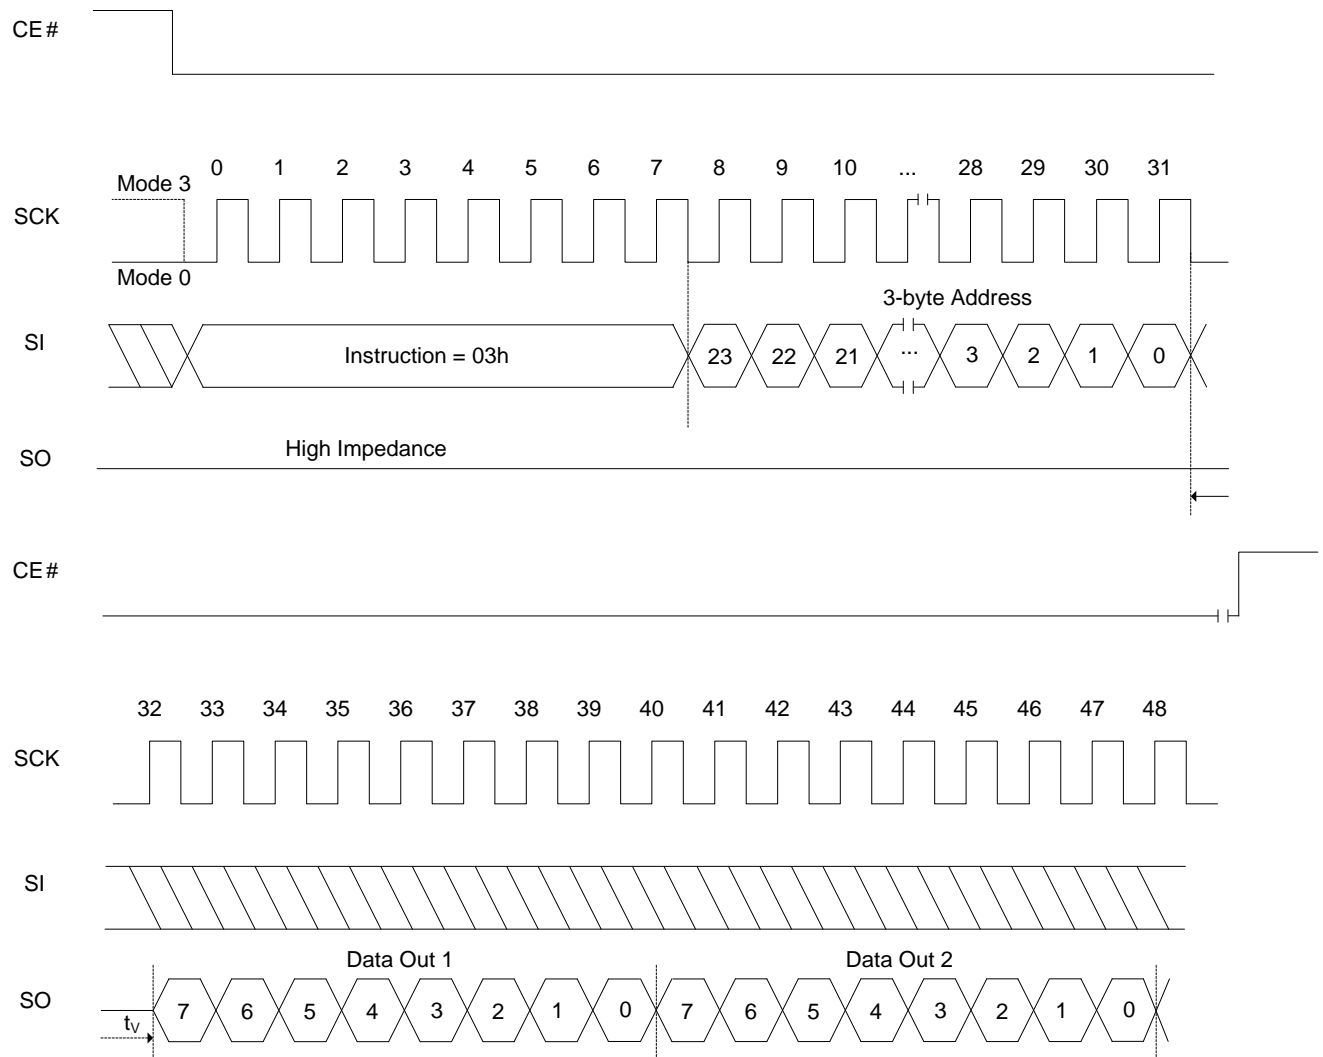 CE#
0 1 2 3 4 5 6 7 8 9 10 ... 28 29 30 31
Mode 3
SCK
Mode 0
3-byte Address
SI
Instruction = 03h
23 22 21 ... 3 2 1 0
High Impedance
SO
CE#
32 33 34 35 36 37 38 39 40 41 42 43 44 45 46 47 48
SCK
SI
Data Out 1 Data Out 2
SO
7 6 5 4 3 2 1 0 7 6 5 4 3 2 1 0
tV